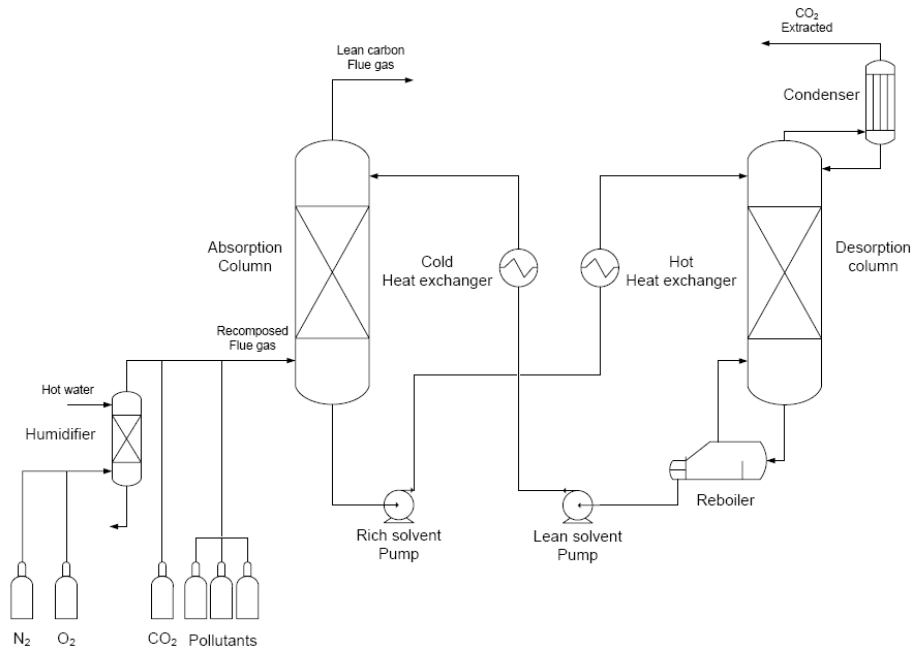 CO₂
Extracted
Lean carbon
Flue gas
Condenser
Absorption
Column
Cold
Heat exchanger
Hot
Heat exchanger
Desorption
column
Recomposed
Flue gas
Hot water
Humidifier
Reboiler
Rich solvent
Pump
Lean solvent
Pump
N₂
O₂
CO₂
Pollutants